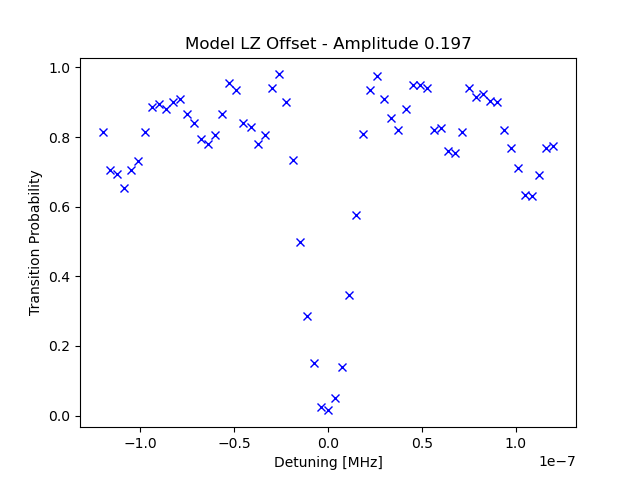 Model LZ Offset - Amplitude 0.197
Transition Probability
1.0
0.8
0.6
0.4
0.2
0.0
−1.0 −0.5 0.0 0.5 1.0
1e−7
Detuning [MHz]